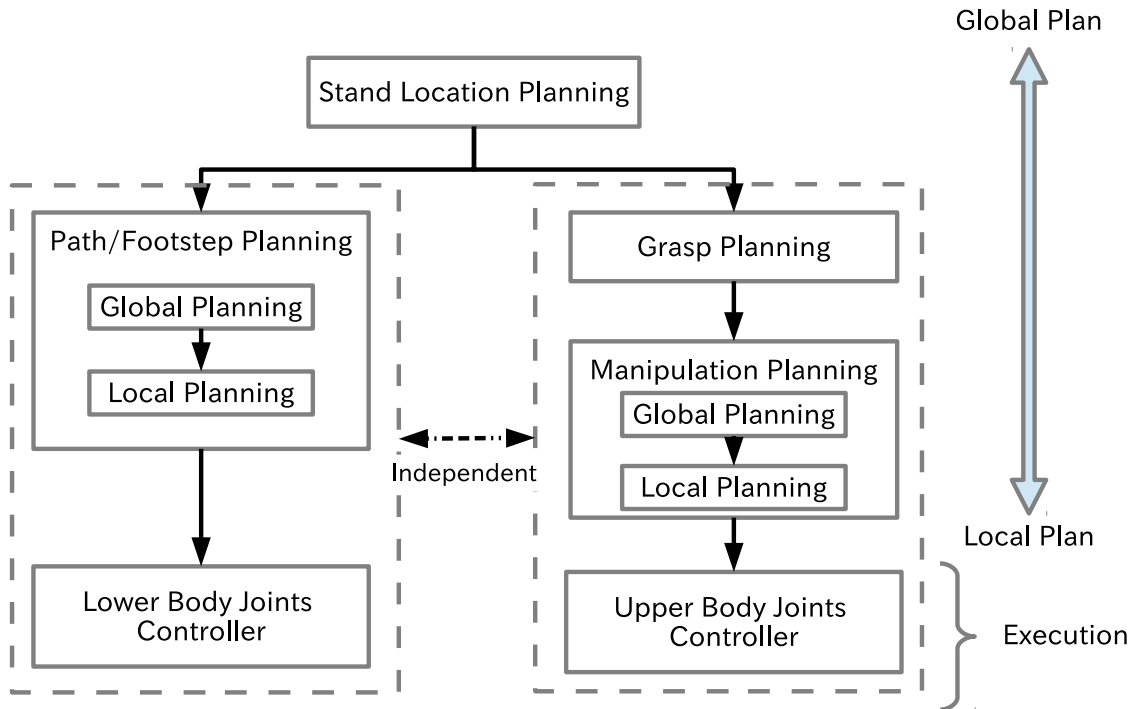 Global Plan
Stand Location Planning
Path/Footstep Planning
Global Planning
Local Planning
Lower Body Joints
Controller
Independent
Grasp Planning
Manipulation Planning
Global Planning
Local Planning
Upper Body Joints
Controller
Local Plan
Execution